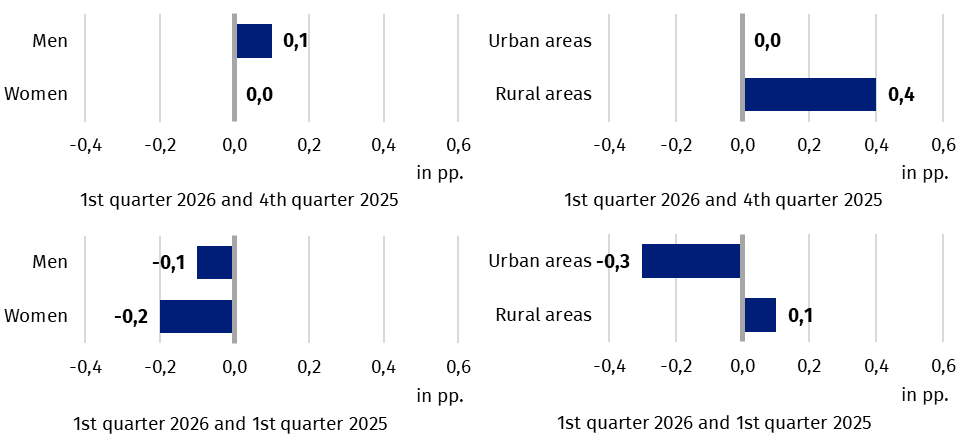 Men 0,1
Women 0,0
-0,4 -0,2 0,0 0,2 0,4 0,6
in pp.
1st quarter 2026 and 4th quarter 2025
Urban areas 0,0
Rural areas 0,4
-0,4 -0,2 0,0 0,2 0,4 0,6
in pp.
1st quarter 2026 and 4th quarter 2025
Men -0,1
Women -0,2
-0,4 -0,2 0,0 0,2 0,4 0,6
in pp.
1st quarter 2026 and 1st quarter 2025
Urban areas -0,3
Rural areas 0,1
-0,4 -0,2 0,0 0,2 0,4 0,6
in pp.
1st quarter 2026 and 1st quarter 2025